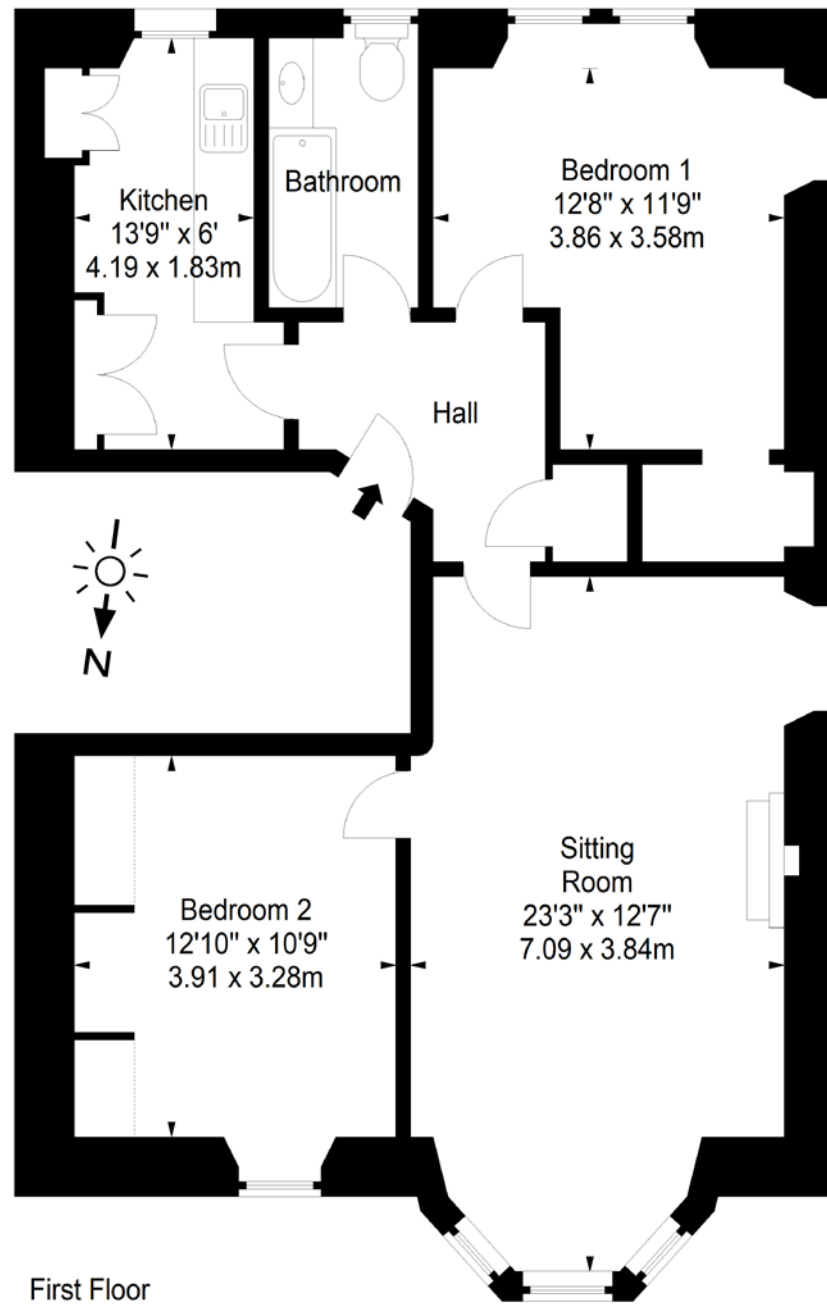 Kitchen
13'9" x 6'
4.19 x 1.83m
Bathroom
Bedroom 1
12'8" x 11'9"
3.86 x 3.58m
Hall
N
Sitting
Room
23'3" x 12'7"
7.09 x 3.84m
Bedroom 2
12'10" x 10'9"
3.91 x 3.28m
First Floor